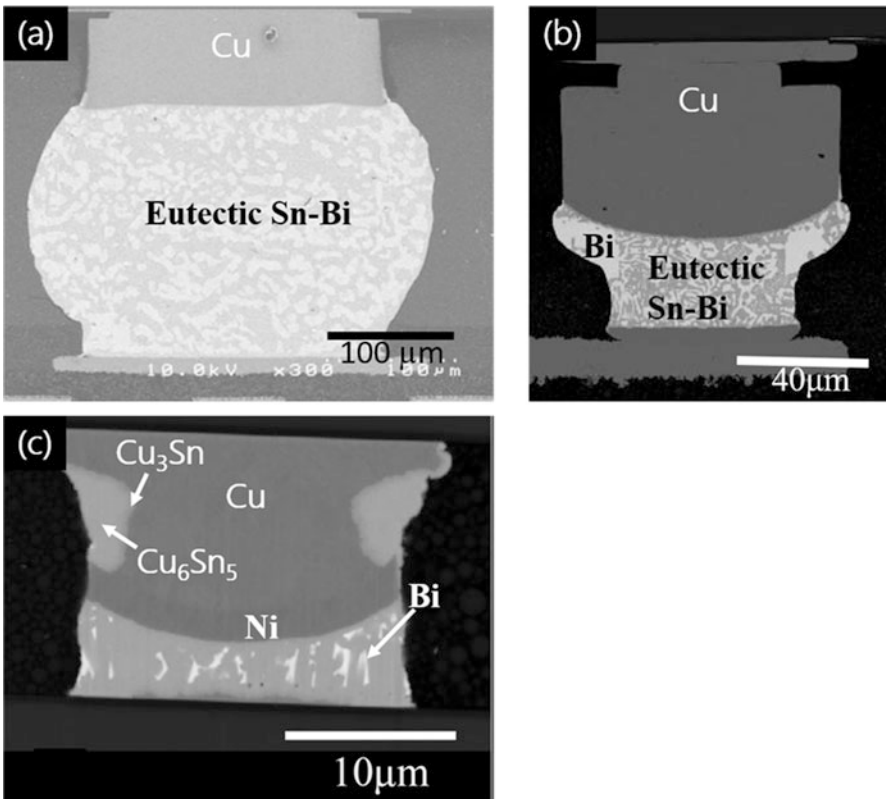 (a)
Cu
Eutectic Sn-Bi
100 μm
10.0kV x300 100μm
(b)
Cu
Bi
Eutectic
Sn-Bi
40μm
(c)
Cu₃Sn
Cu
Cu₆Sn₅
Bi
Ni
10μm